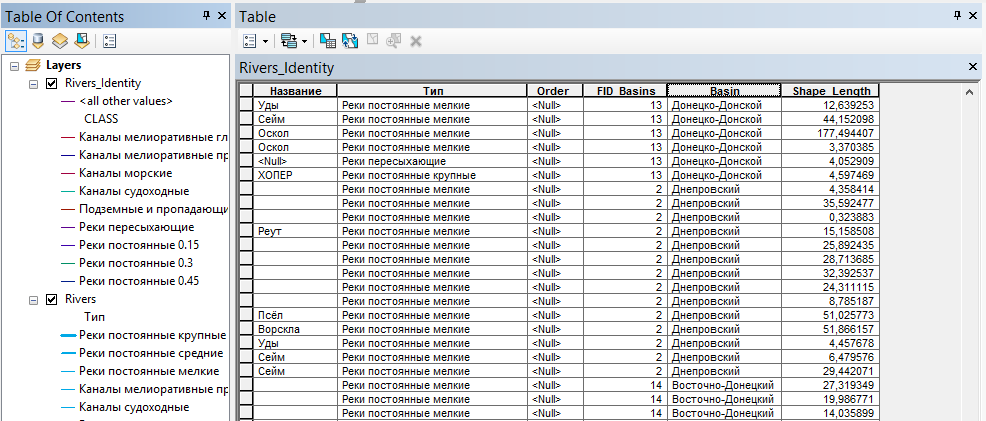 Table Of Contents
Layers
Rivers_Identity
<all other values>
CLASS
Каналы мелиоративные гл
Каналы мелиоративные пр
Каналы морские
Каналы судоходные
Подземные и пропадающи
Реки пересыхающие
Реки постоянные 0.15
Реки постоянные 0.3
Реки постоянные 0.45
Rivers
Тип
Реки постоянные крупные
Реки постоянные средние
Реки постоянные мелкие
Каналы мелиоративные пр
Каналы судоходные
Table
Rivers_Identity
Название Тип Order FID_Basins Basin Shape_Length
Уды Реки постоянные мелкие <Null> 13 Донецко-Донской 12,639253
Сейм Реки постоянные мелкие <Null> 13 Донецко-Донской 44,152098
Оскол Реки постоянные мелкие <Null> 13 Донецко-Донской 177,494407
Оскол Реки постоянные мелкие <Null> 13 Донецко-Донской 3,370385
<Null> Реки пересыхающие <Null> 13 Донецко-Донской 4,052909
ХОПЕР Реки постоянные крупные <Null> 13 Донецко-Донской 4,597469
Реки постоянные мелкие <Null> 2 Днепровский 4,358414
Реки постоянные мелкие <Null> 2 Днепровский 35,592477
Реки постоянные мелкие <Null> 2 Днепровский 0,323883
Реут Реки постоянные мелкие <Null> 2 Днепровский 15,158508
Реки постоянные мелкие <Null> 2 Днепровский 25,892435
Реки постоянные мелкие <Null> 2 Днепровский 28,713685
Реки постоянные мелкие <Null> 2 Днепровский 32,392537
Реки постоянные мелкие <Null> 2 Днепровский 24,311115
Реки постоянные мелкие <Null> 2 Днепровский 8,785187
Псёл Реки постоянные мелкие <Null> 2 Днепровский 51,025773
Ворскла Реки постоянные мелкие <Null> 2 Днепровский 51,866157
Уды Реки постоянные мелкие <Null> 2 Днепровский 4,457678
Сейм Реки постоянные мелкие <Null> 2 Днепровский 6,479576
Сейм Реки постоянные мелкие <Null> 2 Днепровский 29,442071
Реки постоянные мелкие <Null> 14 Восточно-Донецкий 27,319349
Реки постоянные мелкие <Null> 14 Восточно-Донецкий 19,986771
Реки постоянные мелкие <Null> 14 Восточно-Донецкий 14,035899